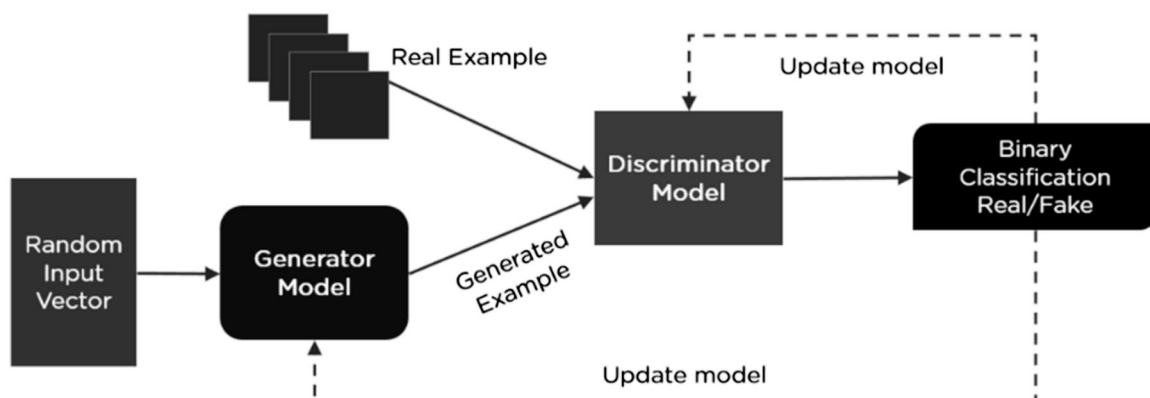 Real Example
Update model
Discriminator
Model
Binary
Classification
Real/Fake
Random
Input
Vector
Generator
Model
Generated
Example
Update model